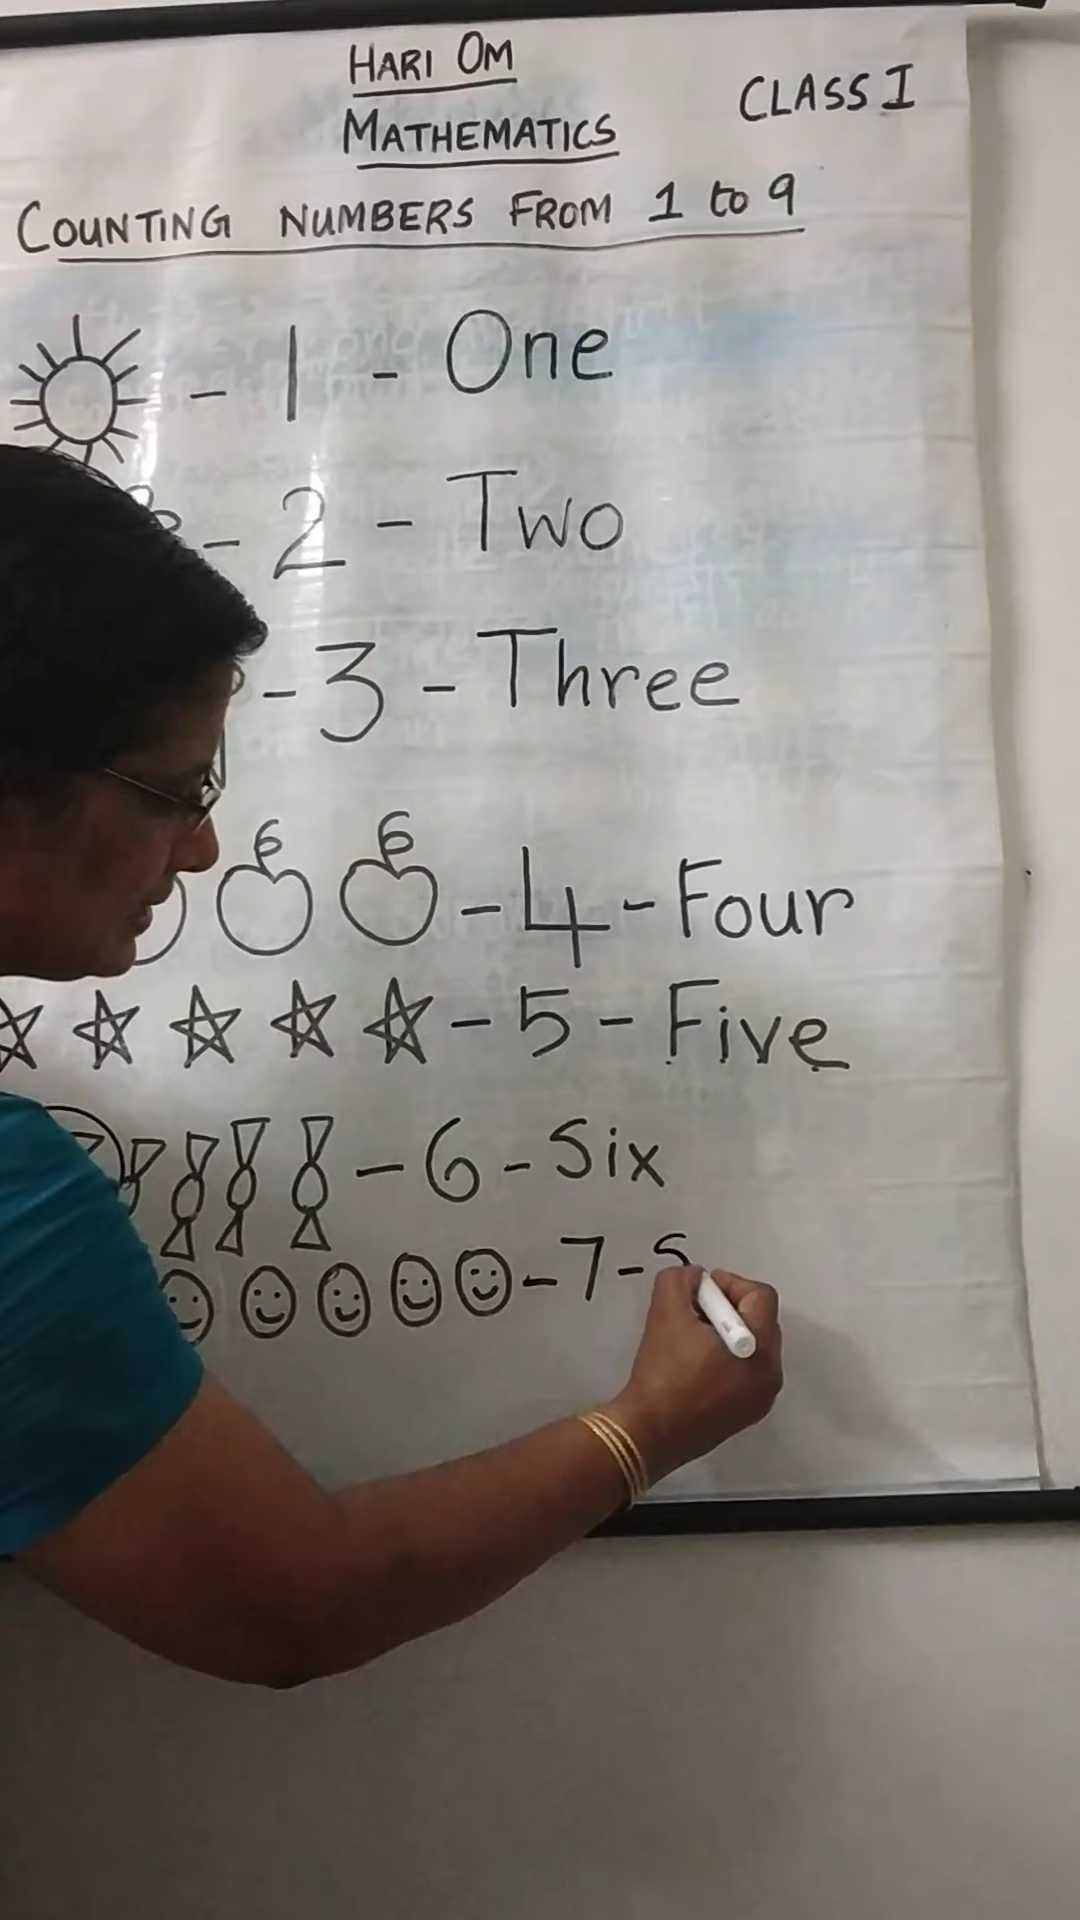 HARI OM
MATHEMATICS
CLASS I
COUNTING NUMBERS FROM 1 to 9
- 1 - One
- 2 - Two
- 3 - Three
- 4 - Four
- 5 - Five
- 6 - Six
- 7 - S